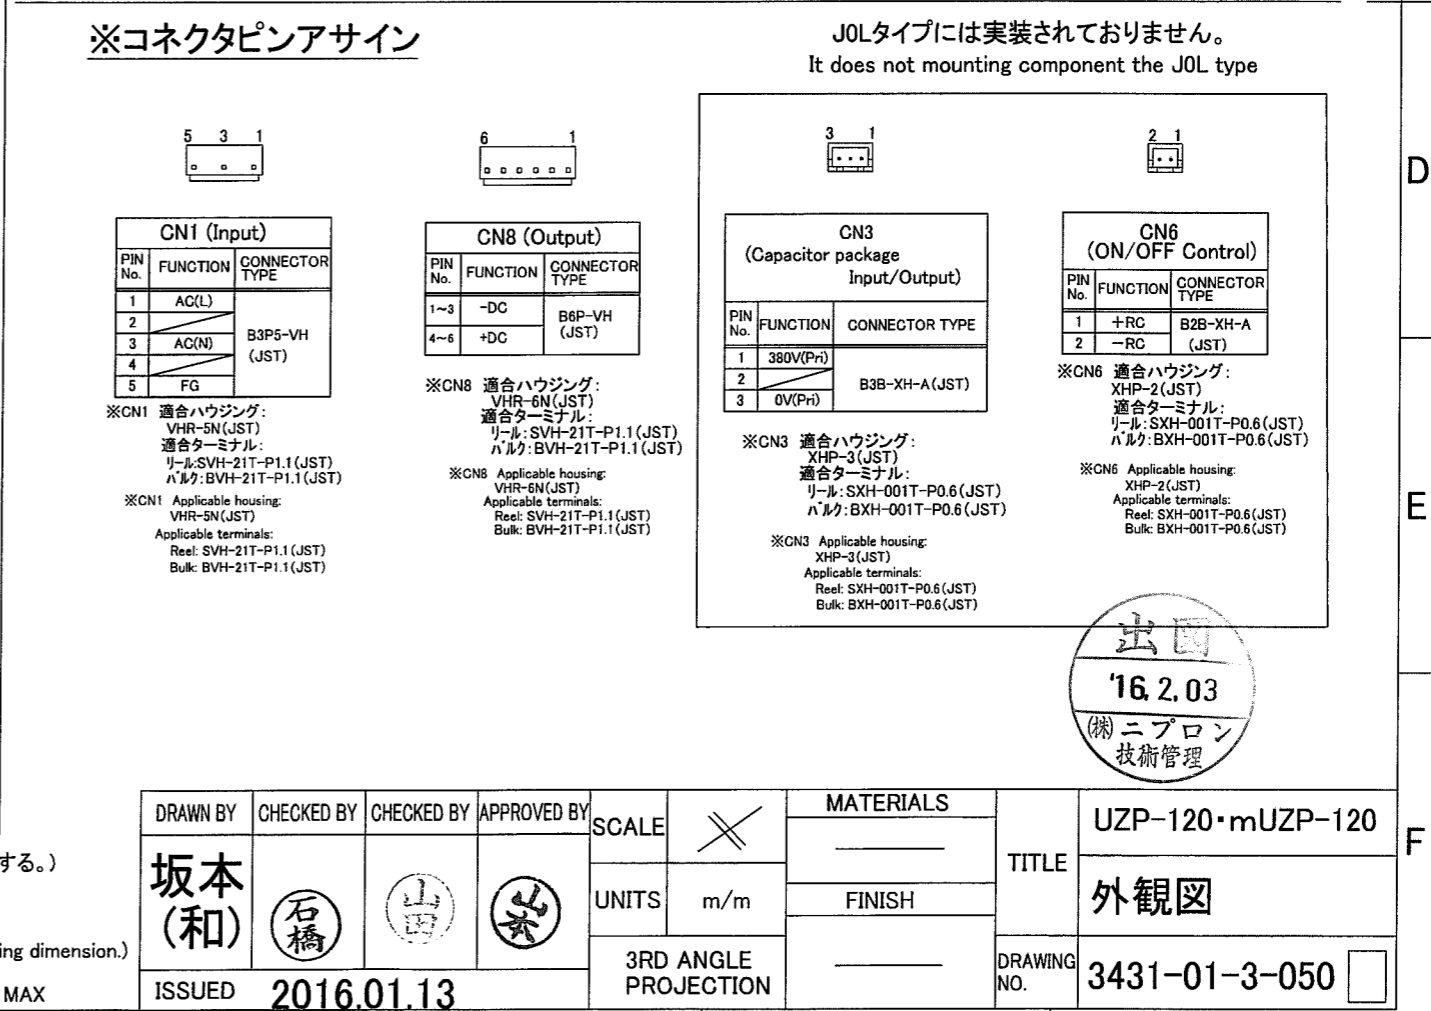 ※コネクタピンアサイン
J0Lタイプには実装されておりません。
It does not mounting component the J0L type
5 3 1
CN1 (Input)
PIN No. FUNCTION CONNECTOR TYPE
1 AC(L)
2
3 AC(N)
4
5 FG
B3P5-VH
(JST)
※CN1 適合ハウジング:
VHR-5N(JST)
適合ターミナル:
リール:SVH-21T-P1.1(JST)
バルク:BVH-21T-P1.1(JST)
※CN1 Applicable housing:
VHR-5N(JST)
Applicable terminals:
Reel: SVH-21T-P1.1(JST)
Bulk: BVH-21T-P1.1(JST)
6 1
CN8 (Output)
PIN No. FUNCTION CONNECTOR TYPE
1~3 -DC
4~6 +DC
B6P-VH
(JST)
※CN8 適合ハウジング:
VHR-6N(JST)
適合ターミナル:
リール:SVH-21T-P1.1(JST)
バルク:BVH-21T-P1.1(JST)
※CN8 Applicable housing:
VHR-6N(JST)
Applicable terminals:
Reel: SVH-21T-P1.1(JST)
Bulk: BVH-21T-P1.1(JST)
3 1
CN3
(Capacitor package
Input/Output)
PIN No. FUNCTION CONNECTOR TYPE
1 380V(Pri)
2
3 0V(Pri)
B3B-XH-A(JST)
※CN3 適合ハウジング:
XHP-3(JST)
適合ターミナル:
リール:SXH-001T-P0.6(JST)
バルク:BXH-001T-P0.6(JST)
※CN3 Applicable housing:
XHP-3(JST)
Applicable terminals:
Reel: SXH-001T-P0.6(JST)
Bulk: BXH-001T-P0.6(JST)
2 1
CN6
(ON/OFF Control)
PIN No. FUNCTION CONNECTOR TYPE
1 +RC
2 -RC
B2B-XH-A
(JST)
※CN6 適合ハウジング:
XHP-2(JST)
適合ターミナル:
リール:SXH-001T-P0.6(JST)
バルク:BXH-001T-P0.6(JST)
※CN6 Applicable housing:
XHP-2(JST)
Applicable terminals:
Reel: SXH-001T-P0.6(JST)
Bulk: BXH-001T-P0.6(JST)
D
E
F
出図
'16.2.03
(株)ニプロン
技術管理
する。)
ing dimension.)
MAX
DRAWN BY CHECKED BY CHECKED BY APPROVED BY
坂本
(和)
石橋
山田
ISSUED 2016.01.13
SCALE
UNITS m/m
3RD ANGLE
PROJECTION
MATERIALS
FINISH
TITLE
UZP-120・mUZP-120
外観図
DRAWING
NO.
3431-01-3-050